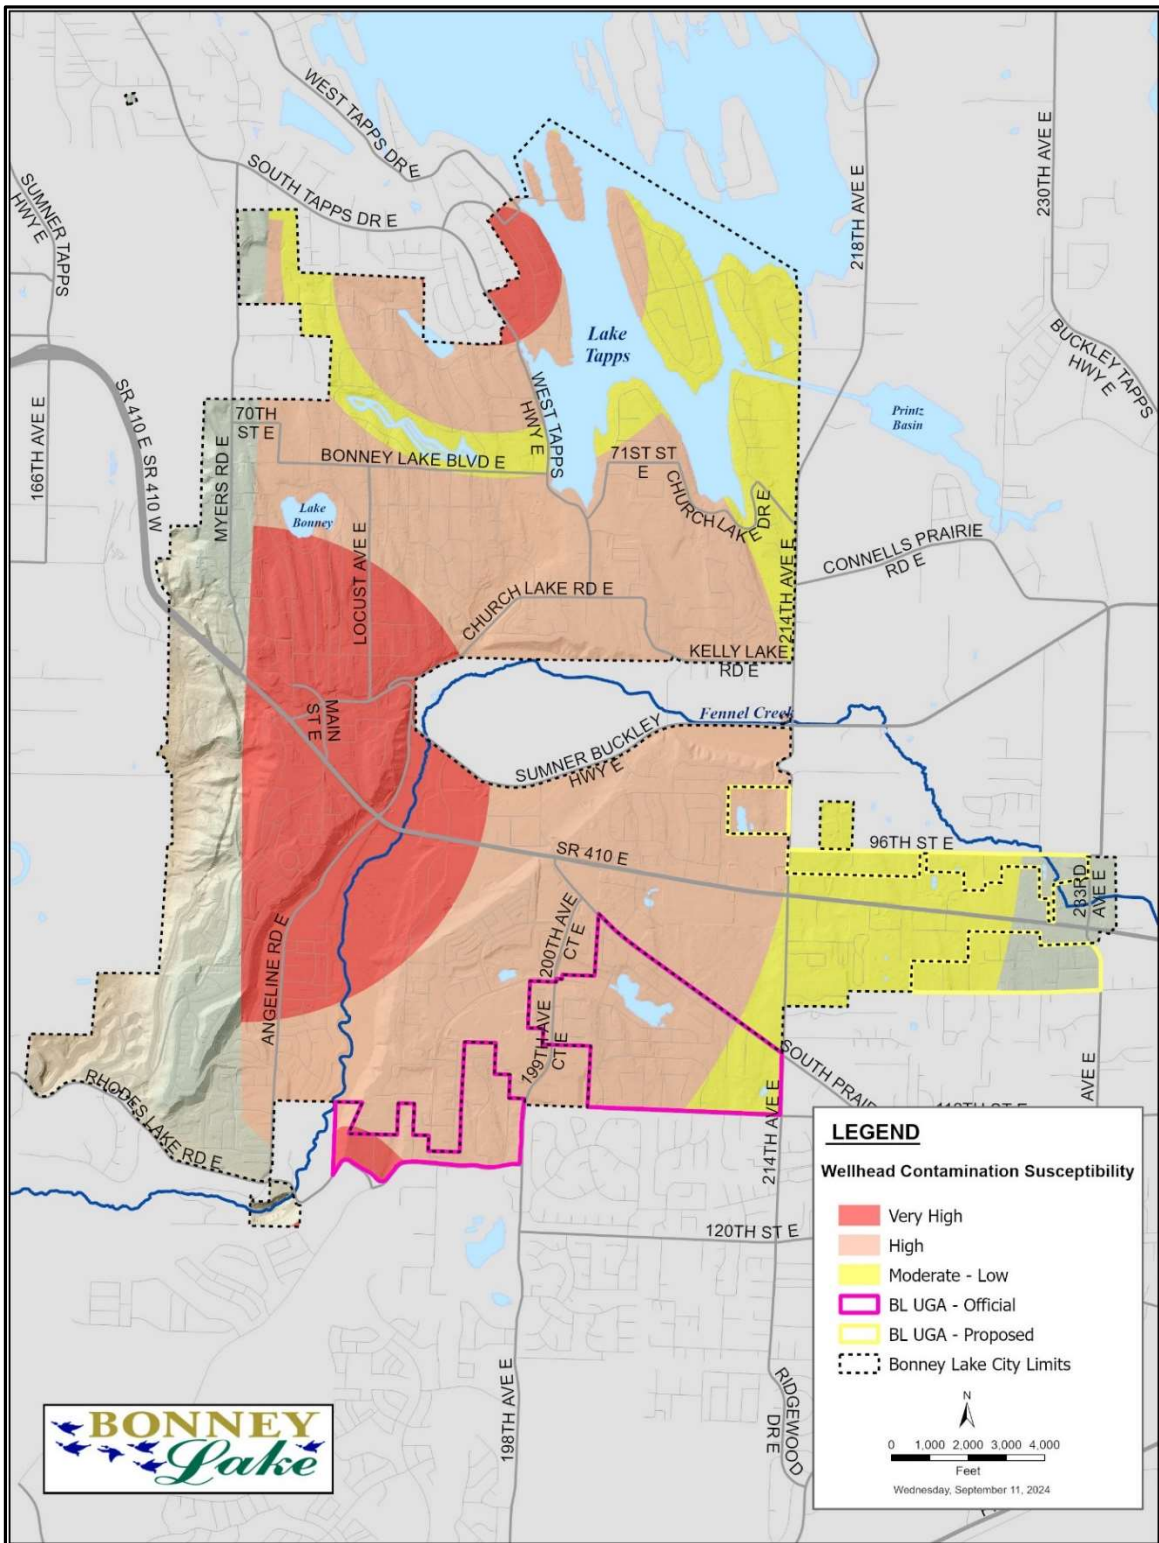 WEST TAPPS DR E
SOUTH TAPPS DR E
SUMNER TAPPS
HWY E
218TH AVE E
230TH AVE E
BUCKLEY TAPPS
HWY E
Lake
Tapps
WEST TAPPS
HWY E
Printz
Basin
166TH AVE E
SR 410 E
SR 410 W
MYERS RD E
70TH
ST E
BONNEY LAKE BLVD E
71ST ST
E
CHURCH LAKE
DR E
Lake
Bonney
LOCUST AVE E
214TH AVE E
CONNELLS PRAIRIE
RD E
CHURCH LAKE RD E
KELLY LAKE
RD E
MAIN
ST E
Fennel Creek
SUMNER BUCKLEY
HWY E
SR 410 E
96TH ST E
233RD
AVE E
ANGELINE RD E
200TH AVE
CT E
199TH AVE
CT E
SOUTH PRAI
AVE E
RHODES LAKE RD E
214TH AVE E
120TH ST E
198TH AVE E
RIDGEWOOD
DR E
LEGEND
Wellhead Contamination Susceptibility
Very High
High
Moderate - Low
BL UGA - Official
BL UGA - Proposed
Bonney Lake City Limits
N
0 1,000 2,000 3,000 4,000
Feet
Wednesday, September 11, 2024
BONNEY
Lake